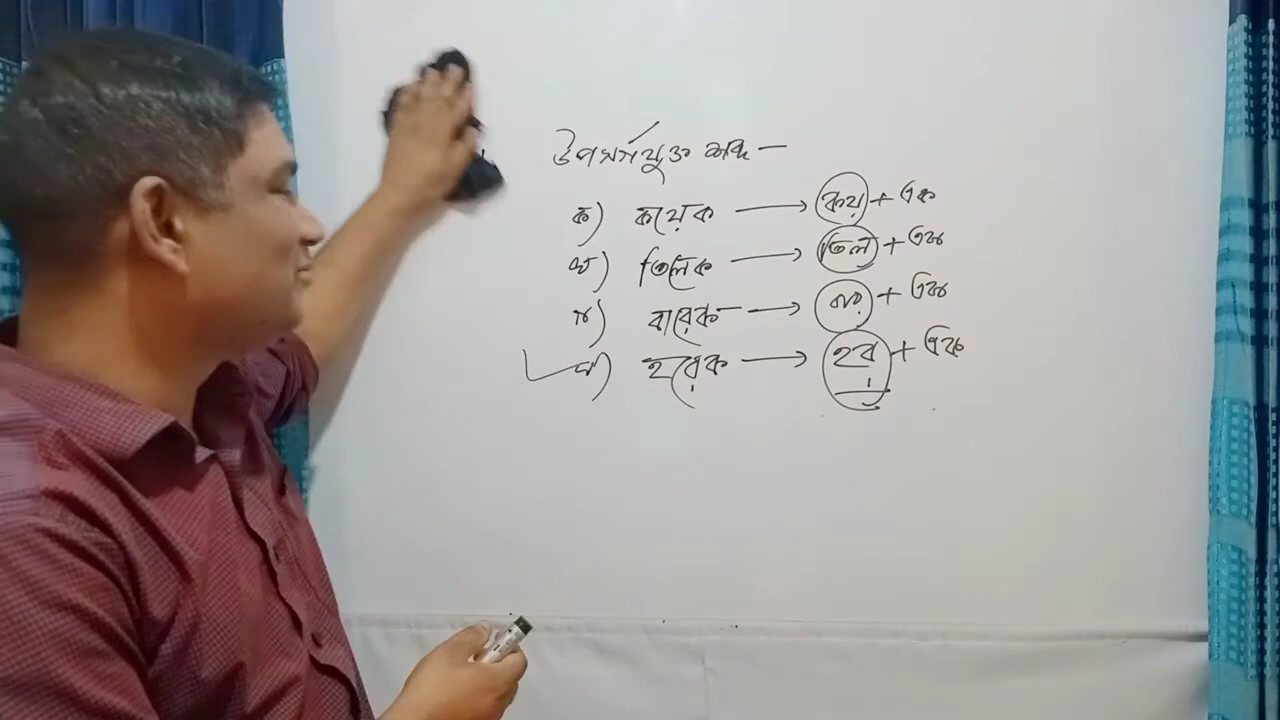 উপসর্গযুক্ত শব্দ —
ক) কয়েক → কয় + এক
খ) তিলেক → তিল + এক
গ) বারেক → বার + এক
ঘ) হরেক → হর + এক